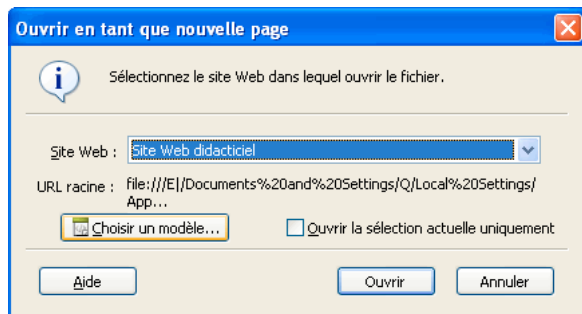 Ouvrir en tant que nouvelle page
Sélectionnez le site Web dans lequel ouvrir le fichier.
Site Web : Site Web didacticiel
URL racine : file:///E|/Documents%20and%20Settings/Q/Local%20Settings/
App...
Choisir un modèle... Ouvrir la sélection actuelle uniquement
Aide Ouvrir Annuler